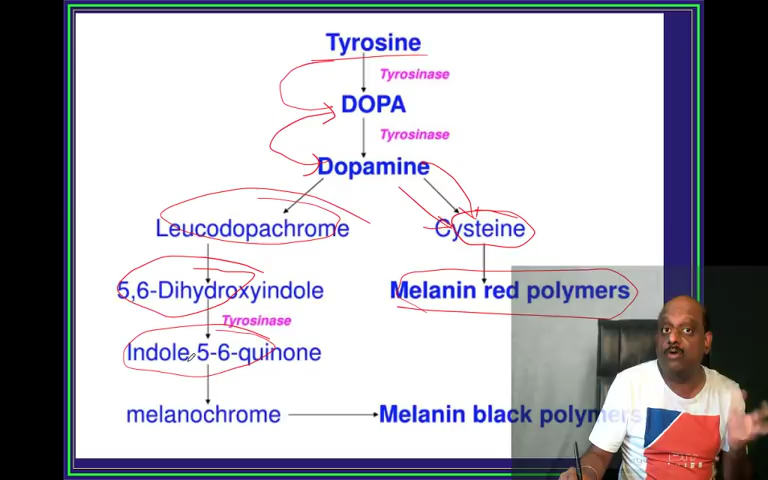 Tyrosine
Tyrosinase
DOPA
Tyrosinase
Dopamine
Leucodopachrome
Cysteine
5,6-Dihydroxyindole
Melanin red polymers
Tyrosinase
Indole 5-6-quinone
melanochrome
Melanin black polymers